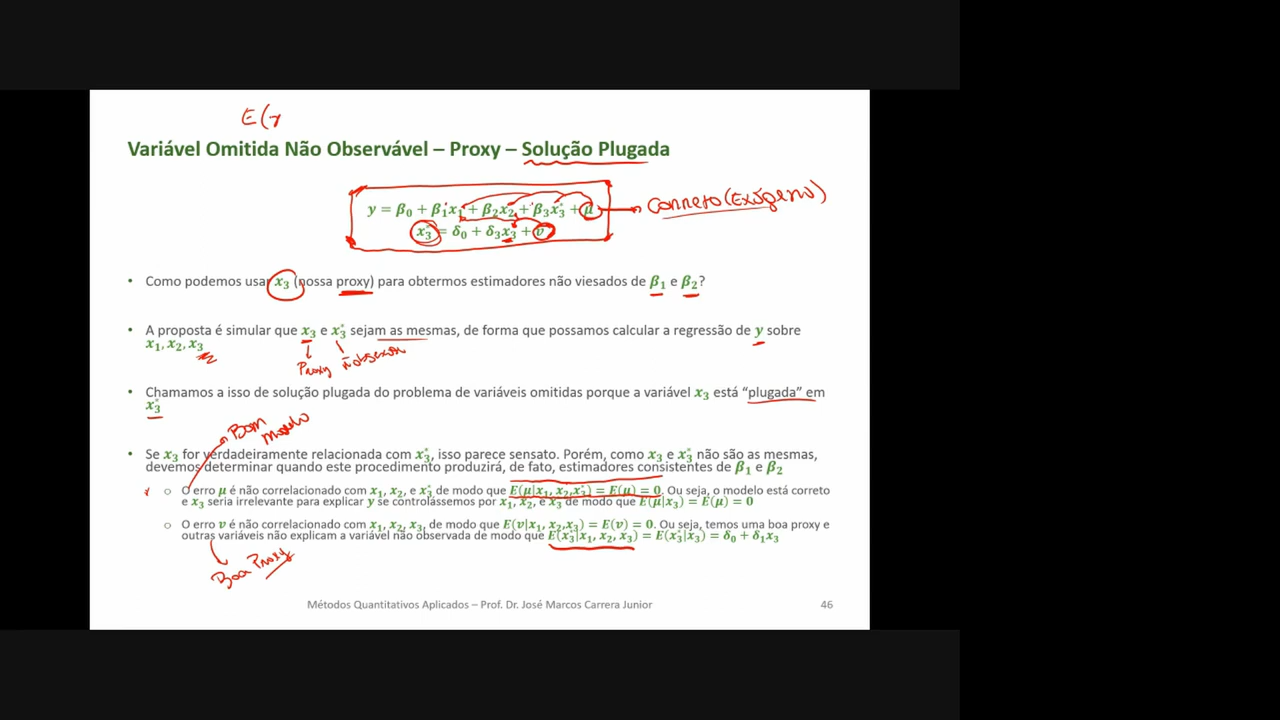 E(x
Variável Omitida Não Observável – Proxy – Solução Plugada
y = β₀ + β₁x₁ + β₂x₂ + β₃x₃* + μ
Correto (Exógeno)
x₃* = δ₀ + δ₃x₃ + v
• Como podemos usar x₃ (nossa proxy) para obtermos estimadores não viesados de β₁ e β₂?
• A proposta é simular que x₃ e x₃* sejam as mesmas, de forma que possamos calcular a regressão de y sobre
x₁, x₂, x₃
Proxy
• Chamamos a isso de solução plugada do problema de variáveis omitidas porque a variável x₃ está “plugada” em
x₃*
Bom
modelo
• Se x₃ for verdadeiramente relacionada com x₃*, isso parece sensato. Porém, como x₃ e x₃* não são as mesmas,
devemos determinar quando este procedimento produzirá, de fato, estimadores consistentes de β₁ e β₂
○ O erro μ é não correlacionado com x₁, x₂, e x₃* de modo que E(μ|x₁, x₂,x₃*) = E(μ) = 0. Ou seja, o modelo está correto
e x₃ seria irrelevante para explicar y se controlássemos por x₁, x₂, e x₃* de modo que E(μ|x₃) = E(μ) = 0
○ O erro v é não correlacionado com x₁, x₂, x₃, de modo que E(v|x₁, x₂,x₃) = E(v) = 0. Ou seja, temos uma boa proxy e
outras variáveis não explicam a variável não observada de modo que E(x₃*|x₁, x₂, x₃) = E(x₃*|x₃) = δ₀ + δ₁x₃
Boa Proxy
Métodos Quantitativos Aplicados – Prof. Dr. José Marcos Carrera Junior
46